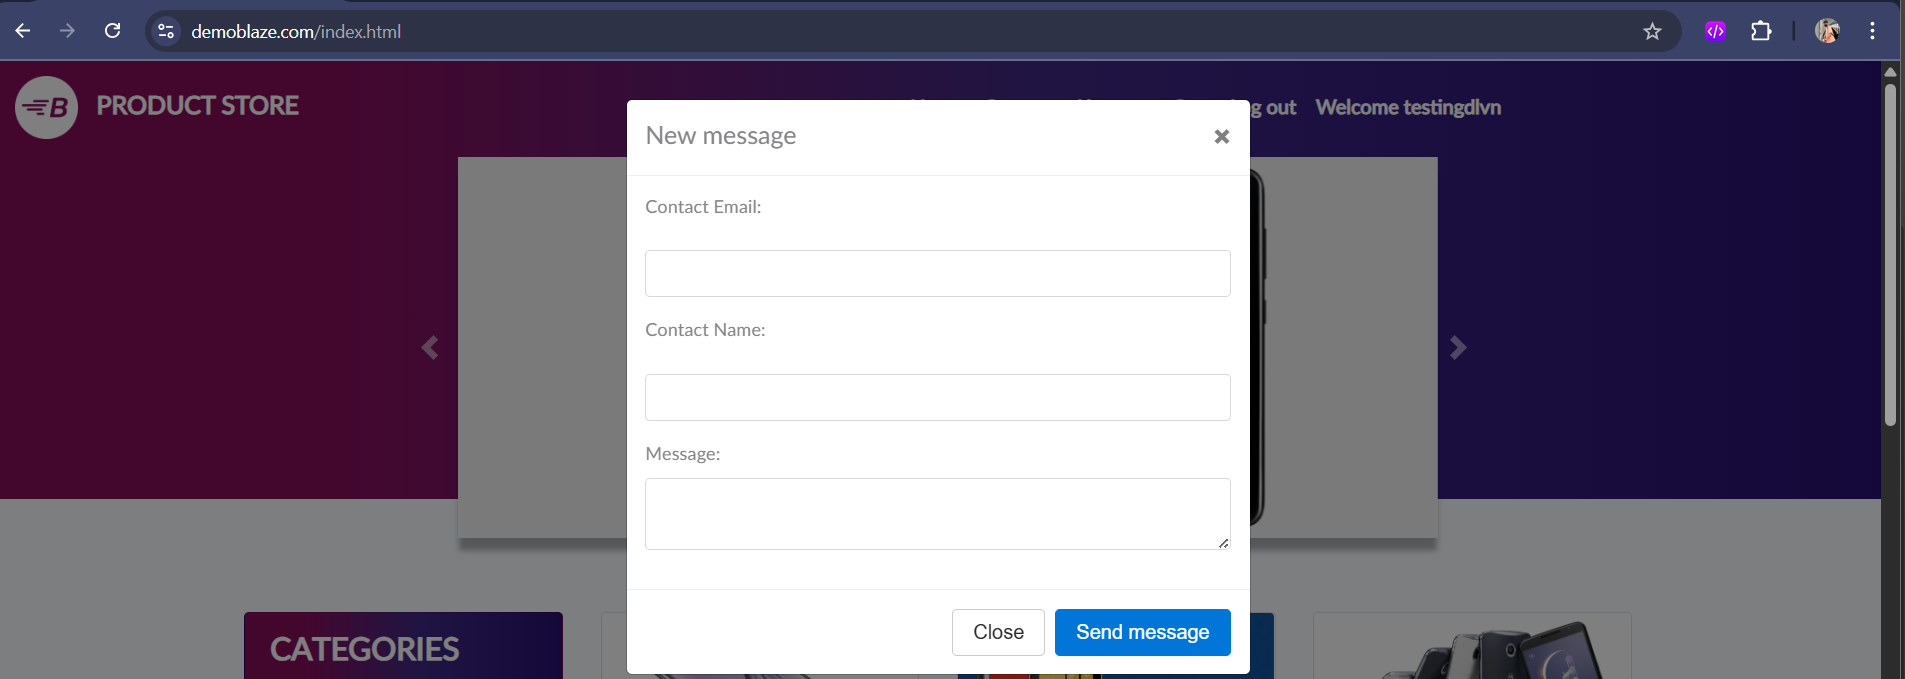 demoblaze.com/index.html
B PRODUCT STORE
out Welcome testingdlvn
New message ×
Contact Email:
Contact Name:
Message:
Close Send message
CATEGORIES